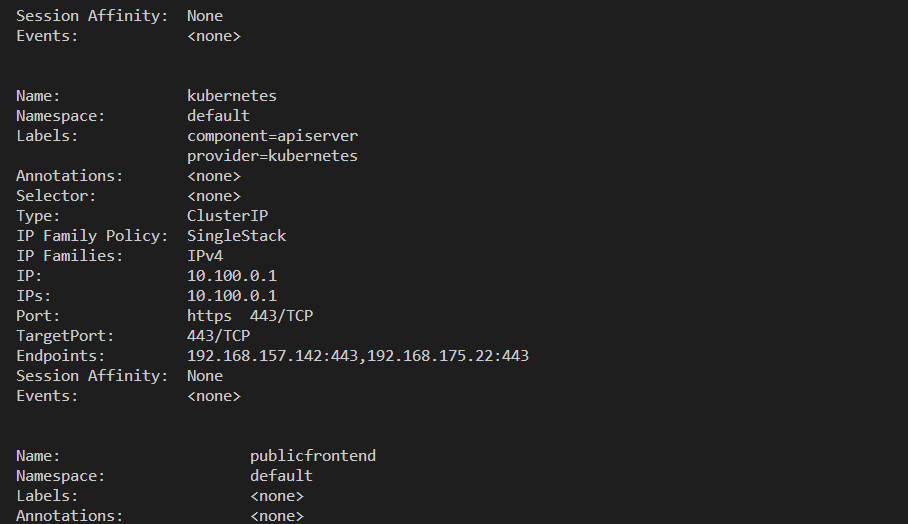 Session Affinity:  None
Events:            <none>
Name:              kubernetes
Namespace:         default
Labels:            component=apiserver
                   provider=kubernetes
Annotations:       <none>
Selector:          <none>
Type:              ClusterIP
IP Family Policy:  SingleStack
IP Families:       IPv4
IP:                10.100.0.1
IPs:               10.100.0.1
Port:              https  443/TCP
TargetPort:        443/TCP
Endpoints:         192.168.157.142:443,192.168.175.22:443
Session Affinity:  None
Events:            <none>
Name:                     publicfrontend
Namespace:                default
Labels:                   <none>
Annotations:              <none>